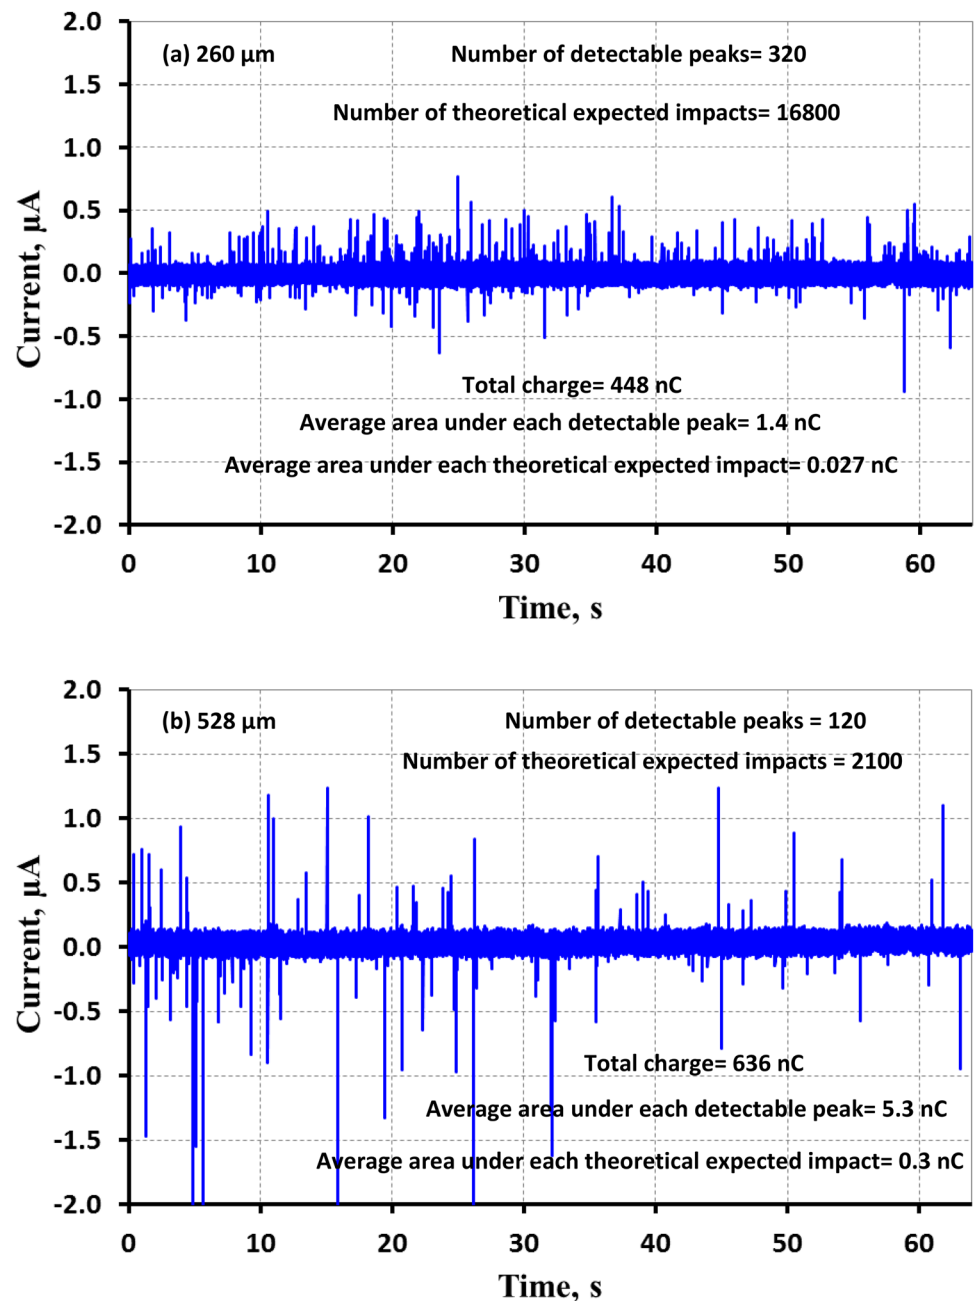 2.0
(a) 260 µm
Number of detectable peaks= 320
1.5
Number of theoretical expected impacts= 16800
1.0
0.5
0.0
-0.5
Total charge= 448 nC
-1.0
Average area under each detectable peak= 1.4 nC
-1.5
Average area under each theoretical expected impact= 0.027 nC
-2.0
Current, µA
0 10 20 30 40 50 60
Time, s
2.0
(b) 528 µm
Number of detectable peaks = 120
Number of theoretical expected impacts = 2100
1.5
1.0
0.5
0.0
-0.5
Total charge= 636 nC
-1.0
Average area under each detectable peak= 5.3 nC
-1.5
Average area under each theoretical expected impact= 0.3 nC
-2.0
Current, µA
0 10 20 30 40 50 60
Time, s